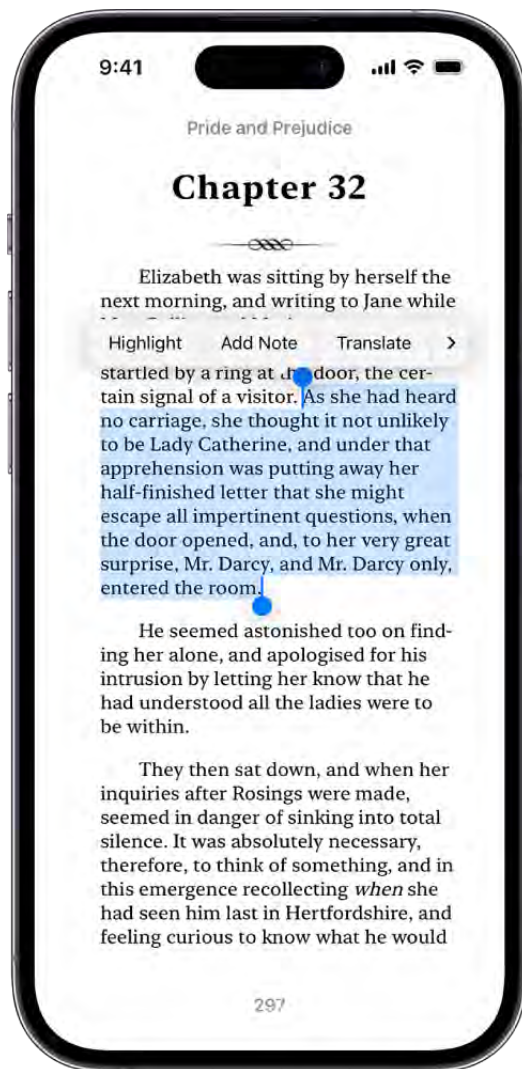 9:41
Pride and Prejudice
Chapter 32
Elizabeth was sitting by herself the
next morning, and writing to Jane while
Highlight Add Note Translate >
startled by a ring at door, the cer-
tain signal of a visitor. As she had heard
no carriage, she thought it not unlikely
to be Lady Catherine, and under that
apprehension was putting away her
half-finished letter that she might
escape all impertinent questions, when
the door opened, and, to her very great
surprise, Mr. Darcy, and Mr. Darcy only,
entered the room.
He seemed astonished too on find-
ing her alone, and apologised for his
intrusion by letting her know that he
had understood all the ladies were to
be within.
They then sat down, and when her
inquiries after Rosings were made,
seemed in danger of sinking into total
silence. It was absolutely necessary,
therefore, to think of something, and in
this emergence recollecting when she
had seen him last in Hertfordshire, and
feeling curious to know what he would
297